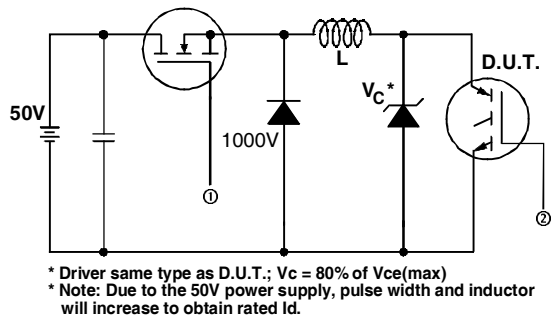 D.U.T.
L
V_C*
50V
1000V
①
②
* Driver same type as D.U.T.; Vc = 80% of Vce(max)
* Note: Due to the 50V power supply, pulse width and inductor
will increase to obtain rated Id.